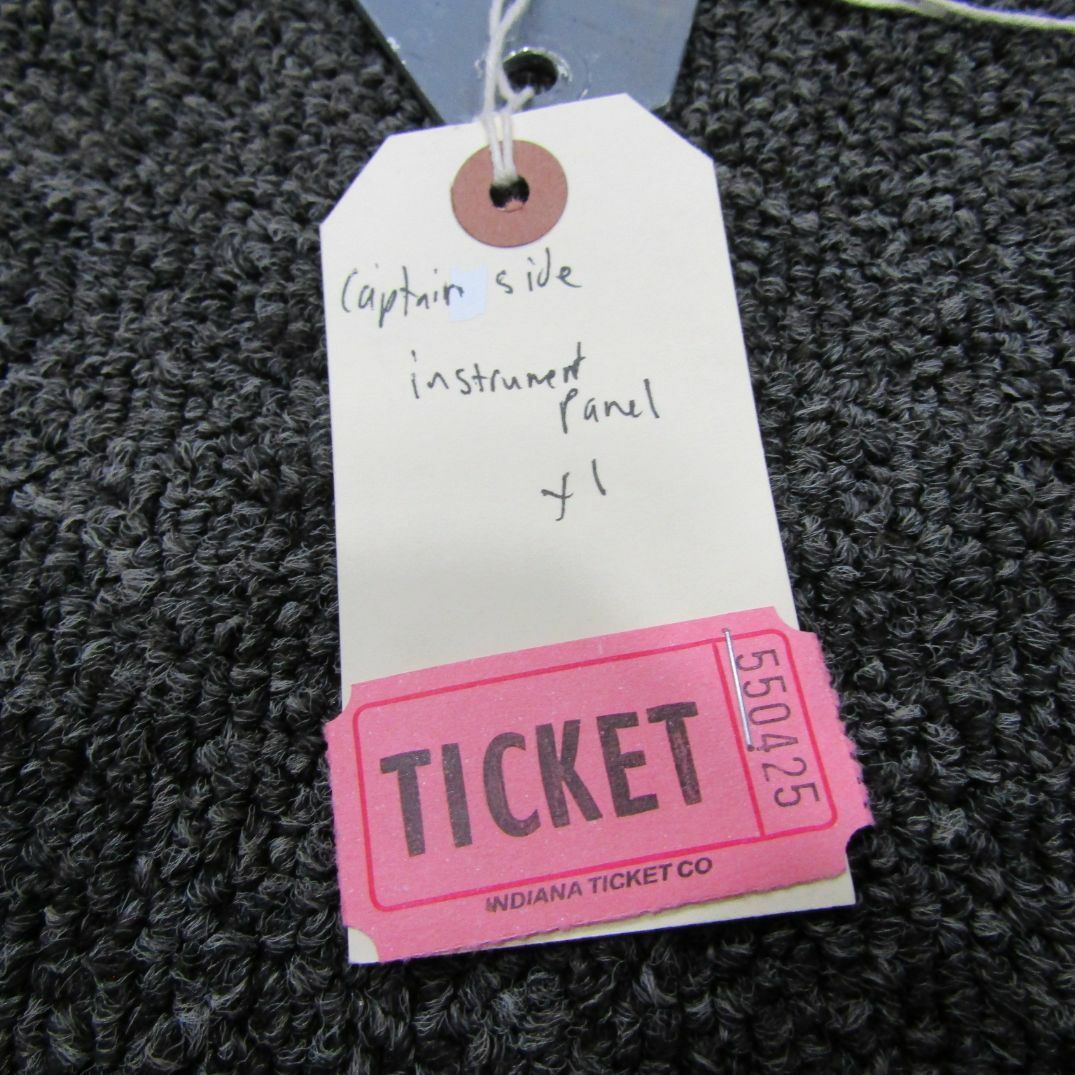 Captain side
instrument
Panel
x1
TICKET
550425
INDIANA TICKET CO